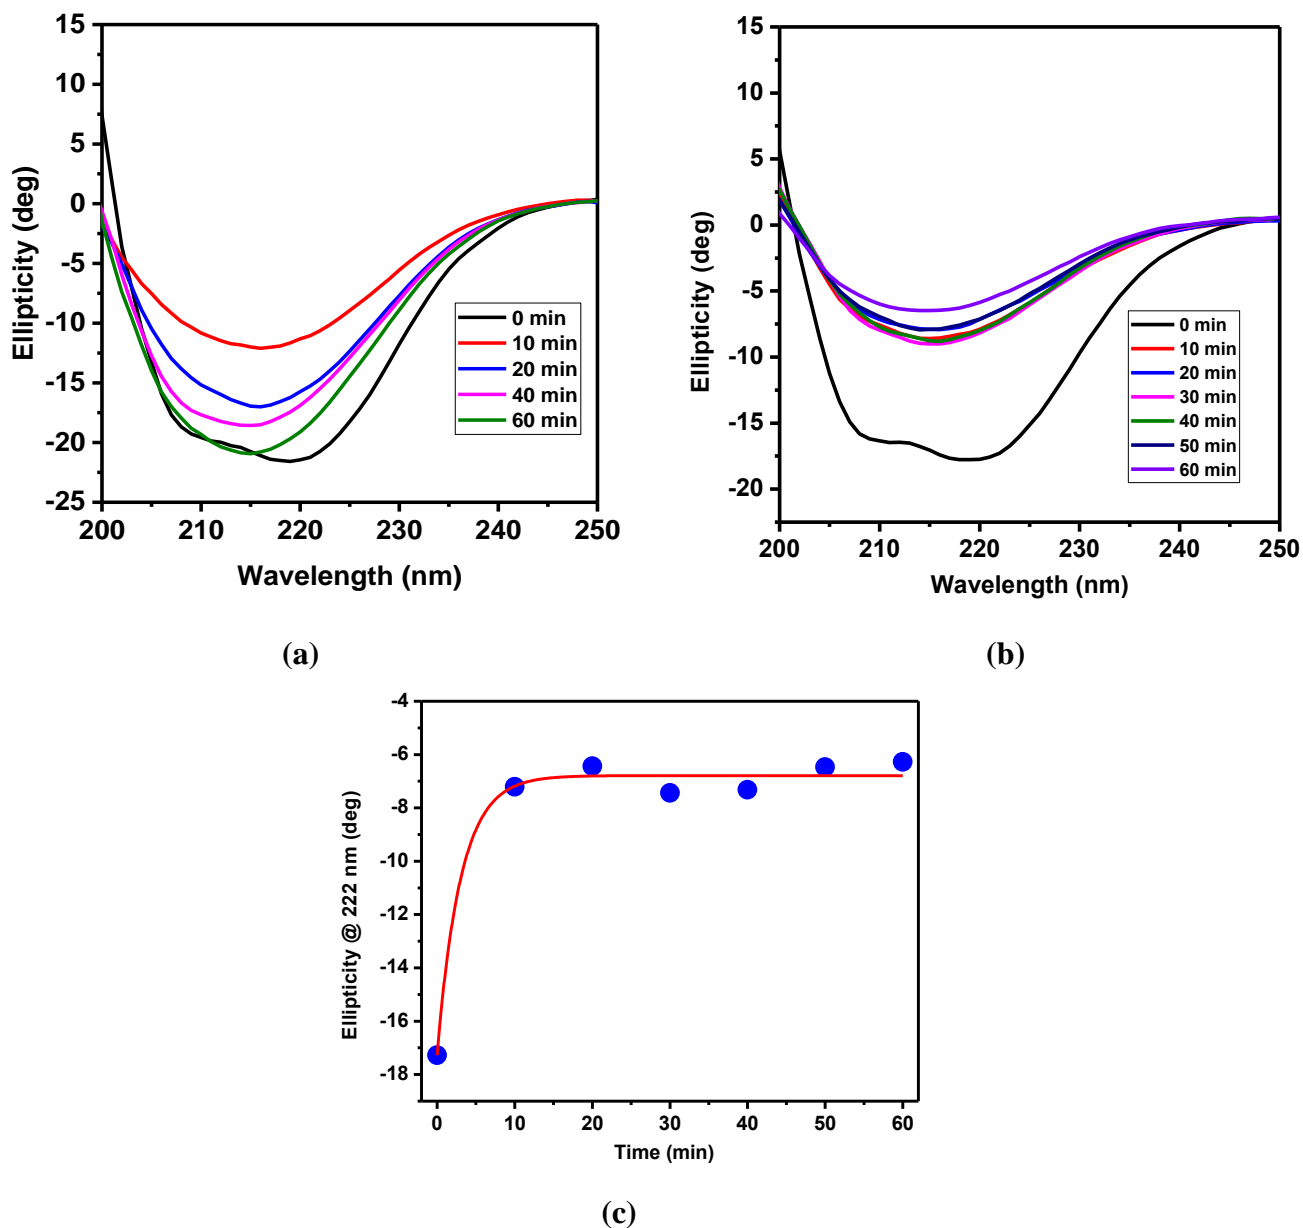 15
10
5
0
-5
-10
-15
-20
-25
200 210 220 230 240 250
Ellipticity (deg)
Wavelength (nm)
0 min
10 min
20 min
40 min
60 min
(a)
15
10
5
0
-5
-10
-15
-20
200 210 220 230 240 250
Ellipticity (deg)
Wavelength (nm)
0 min
10 min
20 min
30 min
40 min
50 min
60 min
(b)
-4
-6
-8
-10
-12
-14
-16
-18
0 10 20 30 40 50 60
Ellipticity @ 222 nm (deg)
Time (min)
(c)